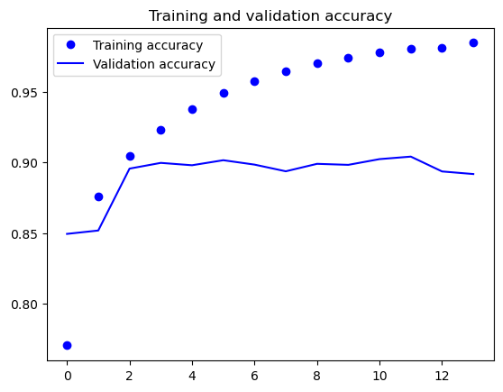 Training and validation accuracy
Training accuracy
Validation accuracy
0.95
0.90
0.85
0.80
0 2 4 6 8 10 12